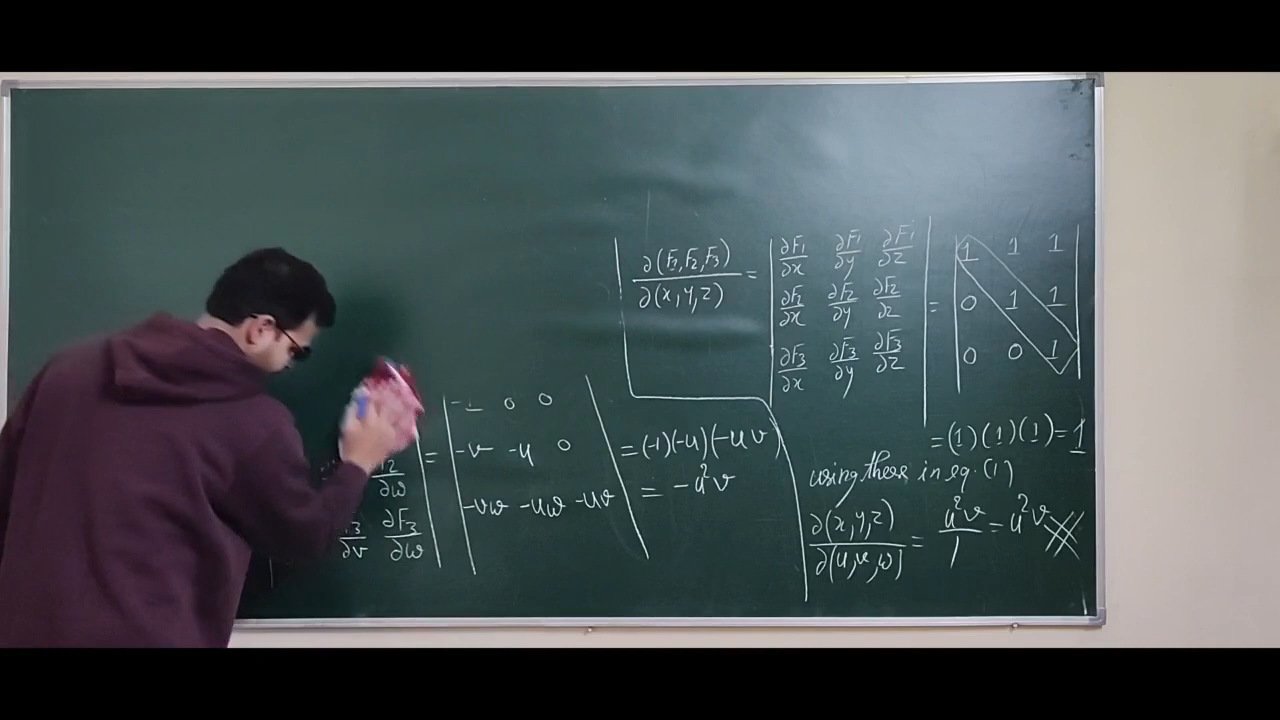 ∂(F1,F2,F3)/∂(x,y,z) = | ∂F1/∂x ∂F1/∂y ∂F1/∂z | = | 1 1 1 |
| ∂F2/∂x ∂F2/∂y ∂F2/∂z | | 0 1 1 |
| ∂F3/∂x ∂F3/∂y ∂F3/∂z | | 0 0 1 |
= (1)(1)(1) = 1
0 0
∂w = | -v -u 0 | = (-1)(-u)(-uv)
∂v ∂F3/∂w | -vw -uw -uv | = -u²v
using these in eq. (1)
∂(x,y,z)/∂(u,v,w) = u²v/1 = u²v